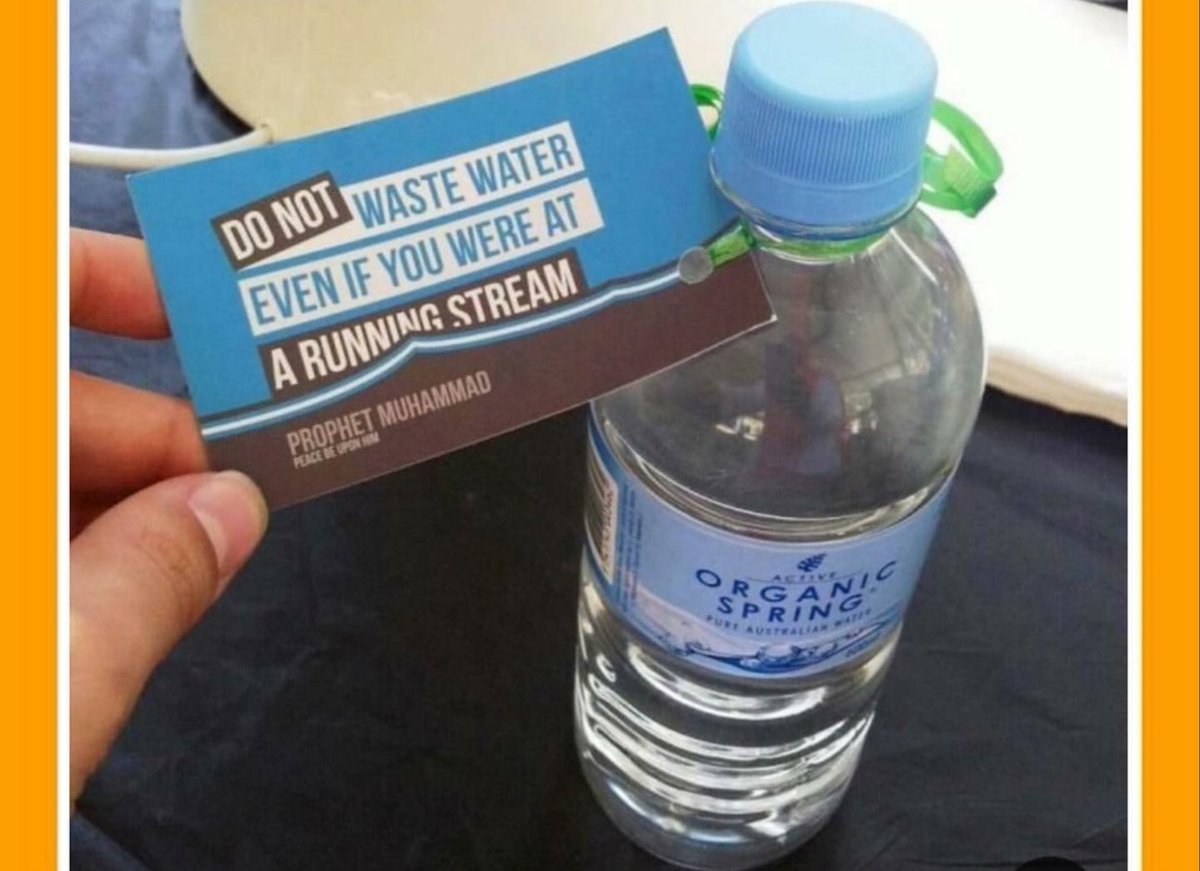 DO NOT WASTE WATER
EVEN IF YOU WERE AT
A RUNNING STREAM
PROPHET MUHAMMAD
PEACE BE UPON HIM
ACTIVE
ORGANIC
SPRING
PURE AUSTRALIAN WATER